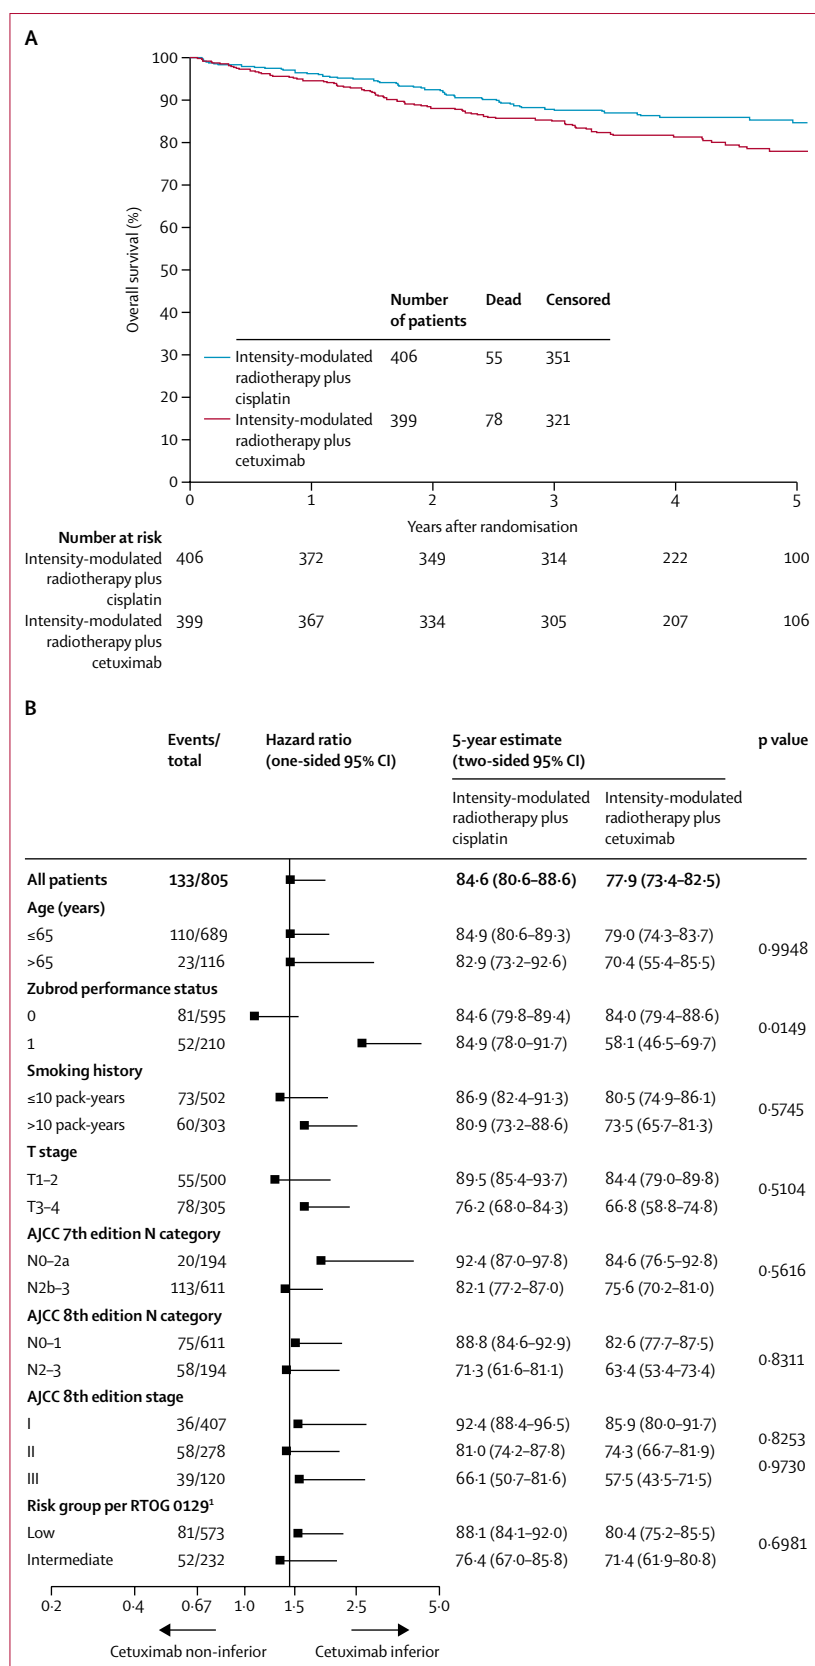 A
100
90
80
70
60
50
40
30
20
10
0
Overall survival (%)
Number of patients Dead Censored
Intensity-modulated radiotherapy plus cisplatin 406 55 351
Intensity-modulated radiotherapy plus cetuximab 399 78 321
0 1 2 3 4 5
Years after randomisation
Number at risk
Intensity-modulated radiotherapy plus cisplatin 406 372 349 314 222 100
Intensity-modulated radiotherapy plus cetuximab 399 367 334 305 207 106
B
Events/total Hazard ratio (one-sided 95% CI) 5-year estimate (two-sided 95% CI) p value
Intensity-modulated radiotherapy plus cisplatin Intensity-modulated radiotherapy plus cetuximab
All patients 133/805 84·6 (80·6–88·6) 77·9 (73·4–82·5)
Age (years)
≤65 110/689 84·9 (80·6–89·3) 79·0 (74·3–83·7)
0·9948
>65 23/116 82·9 (73·2–92·6) 70·4 (55·4–85·5)
Zubrod performance status
0 81/595 84·6 (79·8–89·4) 84·0 (79·4–88·6)
0·0149
1 52/210 84·9 (78·0–91·7) 58·1 (46·5–69·7)
Smoking history
≤10 pack-years 73/502 86·9 (82·4–91·3) 80·5 (74·9–86·1)
0·5745
>10 pack-years 60/303 80·9 (73·2–88·6) 73·5 (65·7–81·3)
T stage
T1–2 55/500 89·5 (85·4–93·7) 84·4 (79·0–89·8)
0·5104
T3–4 78/305 76·2 (68·0–84·3) 66·8 (58·8–74·8)
AJCC 7th edition N category
N0–2a 20/194 92·4 (87·0–97·8) 84·6 (76·5–92·8)
0·5616
N2b–3 113/611 82·1 (77·2–87·0) 75·6 (70·2–81·0)
AJCC 8th edition N category
N0–1 75/611 88·8 (84·6–92·9) 82·6 (77·7–87·5)
0·8311
N2–3 58/194 71·3 (61·6–81·1) 63·4 (53·4–73·4)
AJCC 8th edition stage
I 36/407 92·4 (88·4–96·5) 85·9 (80·0–91·7)
0·8253
II 58/278 81·0 (74·2–87·8) 74·3 (66·7–81·9)
0·9730
III 39/120 66·1 (50·7–81·6) 57·5 (43·5–71·5)
Risk group per RTOG 0129¹
Low 81/573 88·1 (84·1–92·0) 80·4 (75·2–85·5)
0·6981
Intermediate 52/232 76·4 (67·0–85·8) 71·4 (61·9–80·8)
0·2 0·4 0·67 1·0 1·5 2·5 5·0
Cetuximab non-inferior Cetuximab inferior